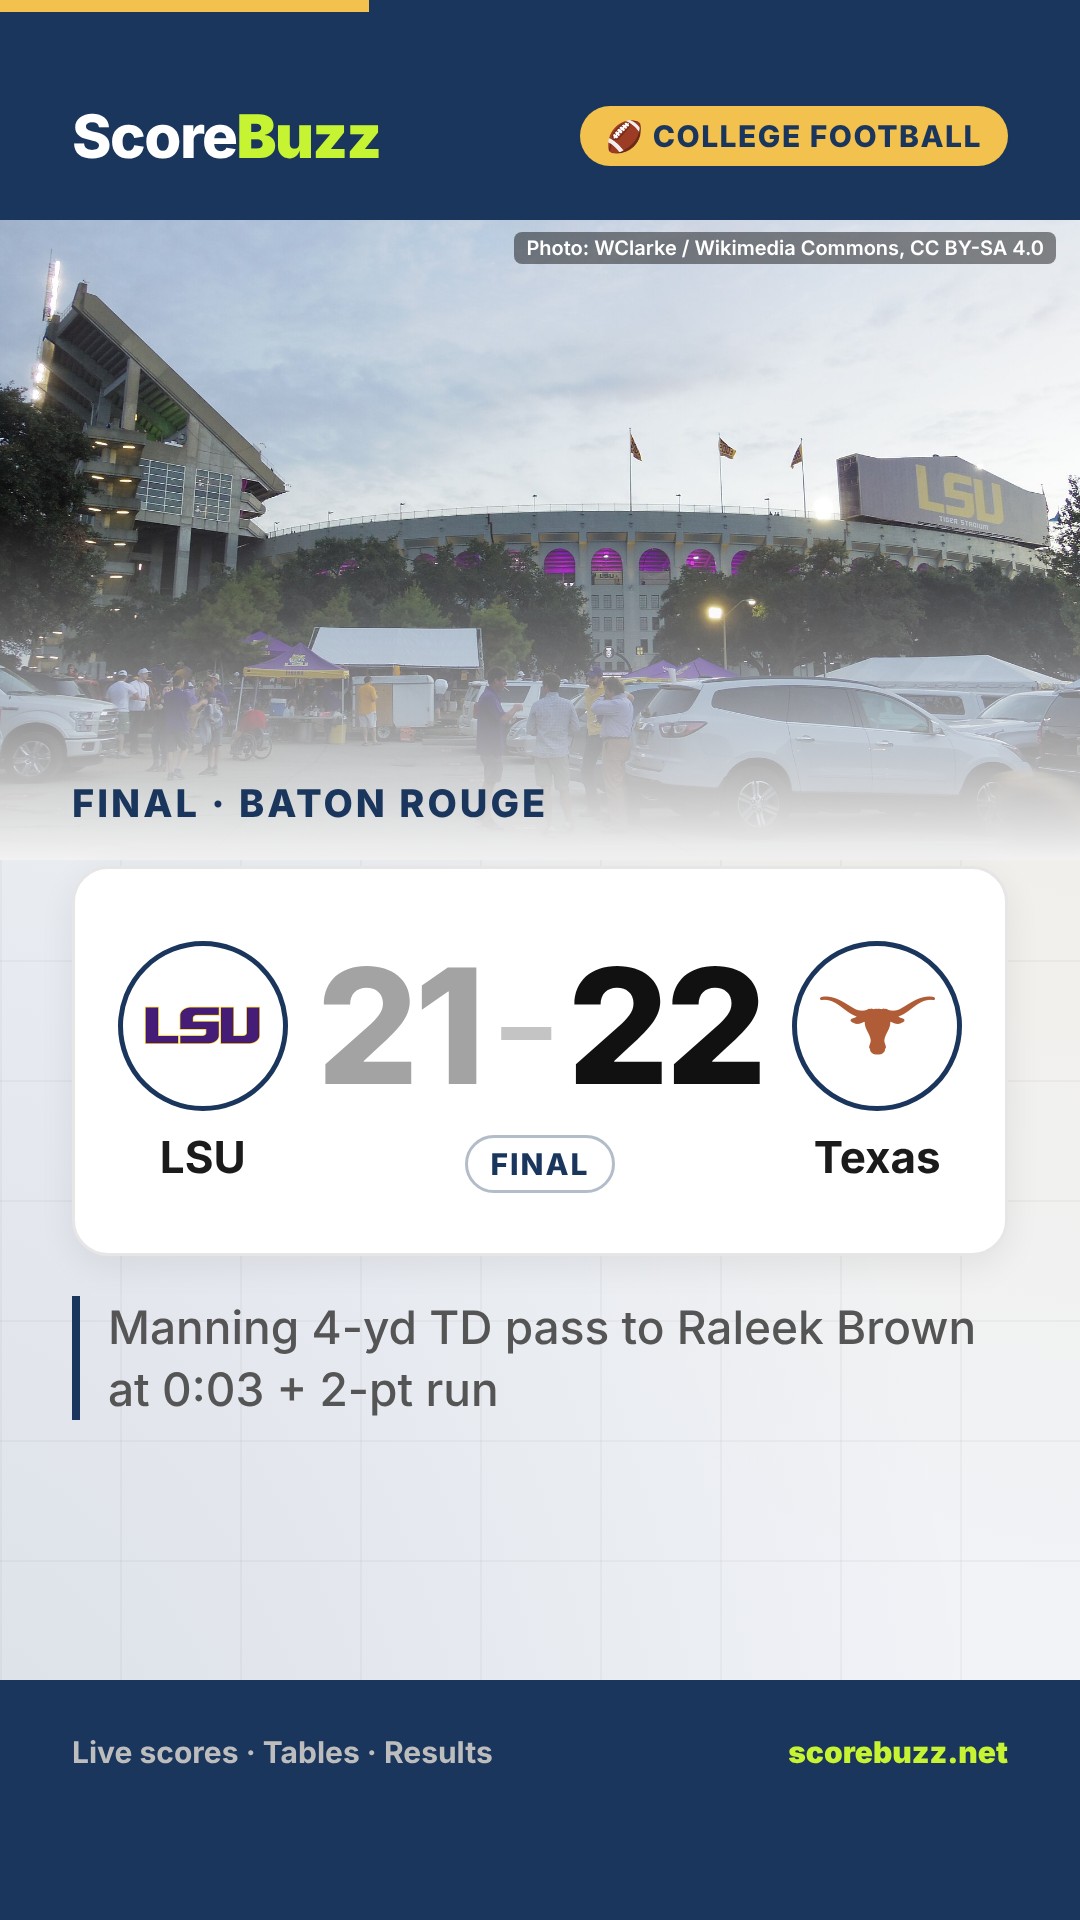 ScoreBuzz
🏈 COLLEGE FOOTBALL
Photo: WClarke / Wikimedia Commons, CC BY-SA 4.0
LSU
TIGER STADIUM
FINAL · BATON ROUGE
LSU
21 – 22
LSU
FINAL
Texas
Manning 4-yd TD pass to Raleek Brown
at 0:03 + 2-pt run
Live scores · Tables · Results
scorebuzz.net